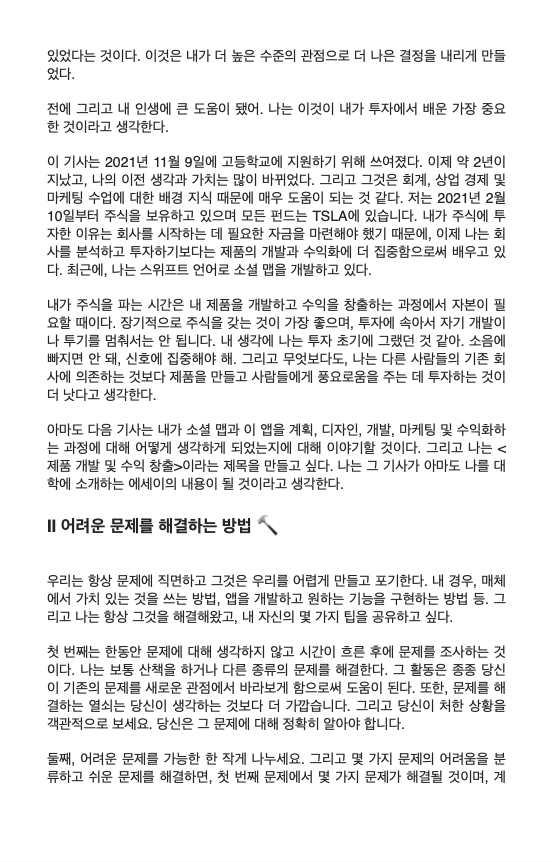 있었다는 것이다. 이것은 내가 더 높은 수준의 관점으로 더 나은 결정을 내리게 만들
었다.
전에 그리고 내 인생에 큰 도움이 됐어. 나는 이것이 내가 투자에서 배운 가장 중요
한 것이라고 생각한다.
이 기사는 2021년 11월 9일에 고등학교에 지원하기 위해 쓰여졌다. 이제 약 2년이
지났고, 나의 이전 생각과 가치는 많이 바뀌었다. 그리고 그것은 회계, 상업 경제 및
마케팅 수업에 대한 배경 지식 때문에 매우 도움이 되는 것 같다. 저는 2021년 2월
10일부터 주식을 보유하고 있으며 모든 펀드는 TSLA에 있습니다. 내가 주식에 투
자한 이유는 회사를 시작하는 데 필요한 자금을 마련해야 했기 때문에, 이제 나는 회
사를 분석하고 투자하기보다는 제품의 개발과 수익화에 더 집중함으로써 배우고 있
다. 최근에, 나는 스위프트 언어로 소셜 맵을 개발하고 있다.
내가 주식을 파는 시간은 내 제품을 개발하고 수익을 창출하는 과정에서 자본이 필
요할 때이다. 장기적으로 주식을 갖는 것이 가장 좋으며, 투자에 속아서 자기 개발이
나 투기를 멈춰서는 안 됩니다. 내 생각에 나는 투자 초기에 그랬던 것 같아. 소음에
빠지면 안 돼, 신호에 집중해야 해. 그리고 무엇보다도, 나는 다른 사람들의 기존 회
사에 의존하는 것보다 제품을 만들고 사람들에게 풍요로움을 주는 데 투자하는 것이
더 낫다고 생각한다.
아마도 다음 기사는 내가 소셜 맵과 이 앱을 계획, 디자인, 개발, 마케팅 및 수익화하
는 과정에 대해 어떻게 생각하게 되었는지에 대해 이야기할 것이다. 그리고 나는 <
제품 개발 및 수익 창출>이라는 제목을 만들고 싶다. 나는 그 기사가 아마도 나를 대
학에 소개하는 에세이의 내용이 될 것이라고 생각한다.
II 어려운 문제를 해결하는 방법 🔨
우리는 항상 문제에 직면하고 그것은 우리를 어렵게 만들고 포기한다. 내 경우, 매체
에서 가치 있는 것을 쓰는 방법, 앱을 개발하고 원하는 기능을 구현하는 방법 등. 그
리고 나는 항상 그것을 해결해왔고, 내 자신의 몇 가지 팁을 공유하고 싶다.
첫 번째는 한동안 문제에 대해 생각하지 않고 시간이 흐른 후에 문제를 조사하는 것
이다. 나는 보통 산책을 하거나 다른 종류의 문제를 해결한다. 그 활동은 종종 당신
이 기존의 문제를 새로운 관점에서 바라보게 함으로써 도움이 된다. 또한, 문제를 해
결하는 열쇠는 당신이 생각하는 것보다 더 가깝습니다. 그리고 당신이 처한 상황을
객관적으로 보세요. 당신은 그 문제에 대해 정확히 알아야 합니다.
둘째, 어려운 문제를 가능한 한 작게 나누세요. 그리고 몇 가지 문제의 어려움을 분
류하고 쉬운 문제를 해결하면, 첫 번째 문제에서 몇 가지 문제가 해결될 것이며, 계